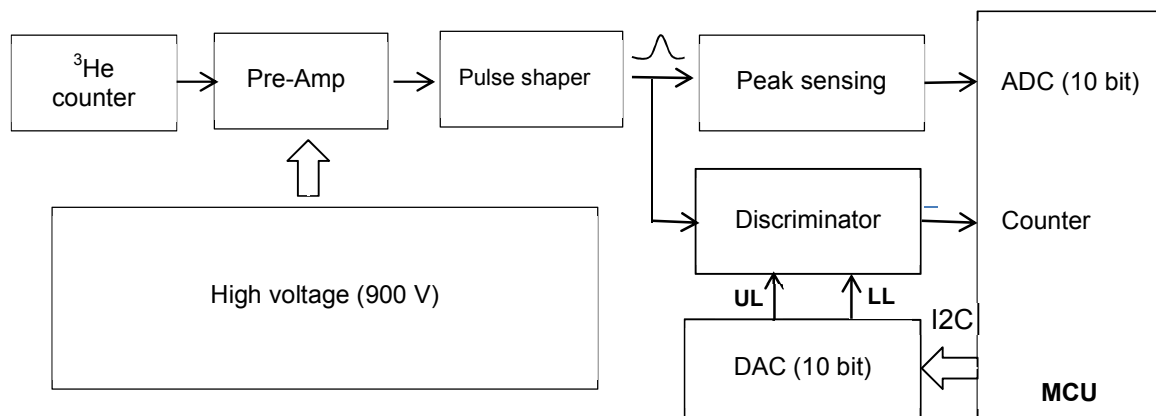 ³He
counter
Pre-Amp
Pulse shaper
Peak sensing
ADC (10 bit)
High voltage (900 V)
Discriminator
Counter
UL
LL
DAC (10 bit)
I2C
MCU